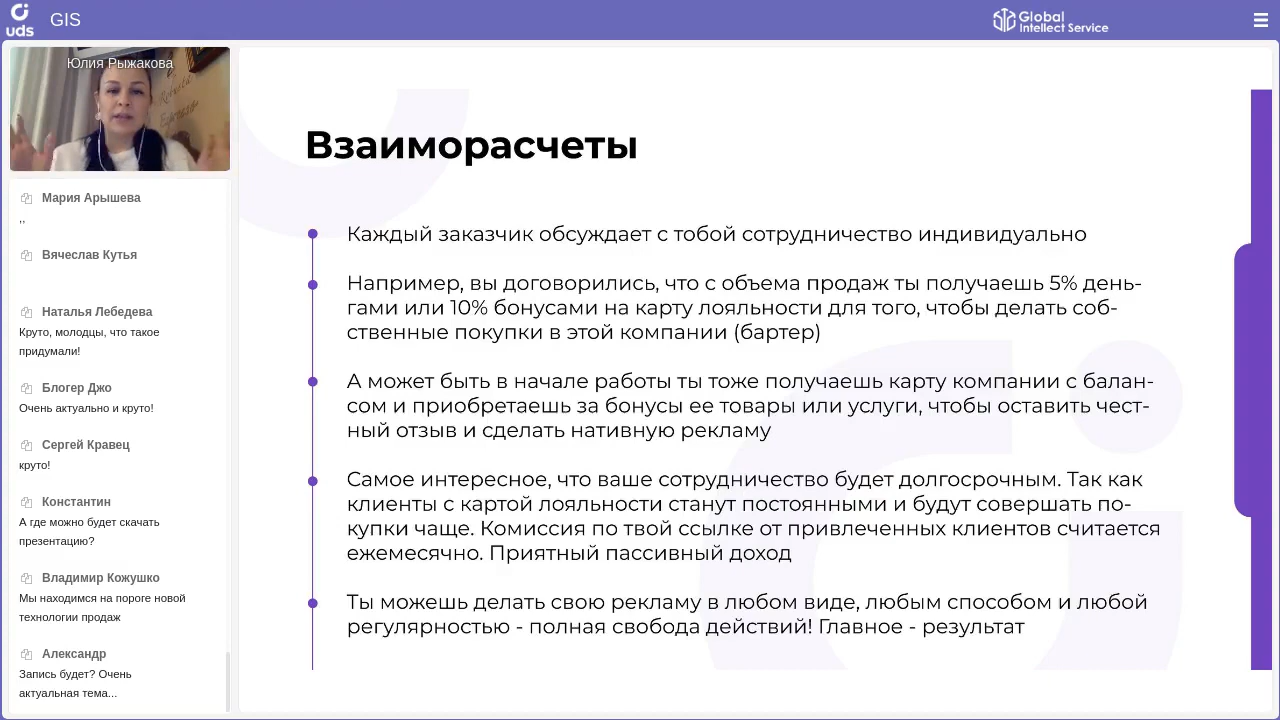 uds
GIS
Global
Intellect Service
Юлия Рыжакова
Мария Арышева
,,
Вячеслав Кутья
Наталья Лебедева
Круто, молодцы, что такое
придумали!
Блогер Джо
Очень актуально и круто!
Сергей Кравец
круто!
Константин
А где можно будет скачать
презентацию?
Владимир Кожушко
Мы находимся на пороге новой
технологии продаж
Александр
Запись будет? Очень
актуальная тема...
Взаиморасчеты
Каждый заказчик обсуждает с тобой сотрудничество индивидуально
Например, вы договорились, что с объема продаж ты получаешь 5% день-
гами или 10% бонусами на карту лояльности для того, чтобы делать соб-
ственные покупки в этой компании (бартер)
А может быть в начале работы ты тоже получаешь карту компании с балан-
сом и приобретаешь за бонусы ее товары или услуги, чтобы оставить чест-
ный отзыв и сделать нативную рекламу
Самое интересное, что ваше сотрудничество будет долгосрочным. Так как
клиенты с картой лояльности станут постоянными и будут совершать по-
купки чаще. Комиссия по твой ссылке от привлеченных клиентов считается
ежемесячно. Приятный пассивный доход
Ты можешь делать свою рекламу в любом виде, любым способом и любой
регулярностью - полная свобода действий! Главное - результат